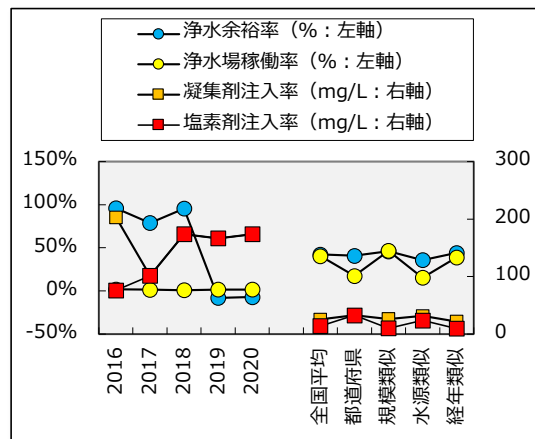 浄水余裕率（%：左軸）
浄水場稼働率（%：左軸）
凝集剤注入率（mg/L：右軸）
塩素剤注入率（mg/L：右軸）
150%
100%
50%
0%
-50%
300
200
100
0
2016
2017
2018
2019
2020
全国平均
都道府県
規模類似
水源類似
経年類似